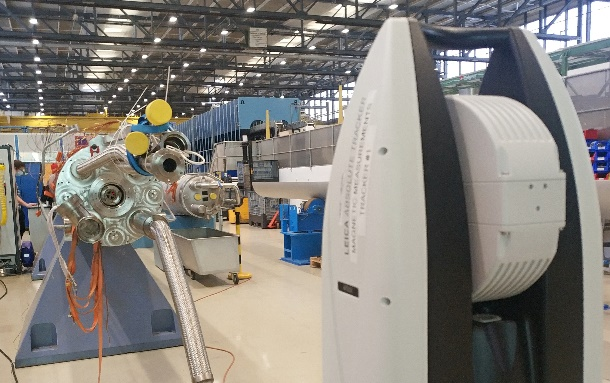 LEICA ABSOLUTE TRACKER
MAGNETIC MEASUREMENTS
TRACKER #1